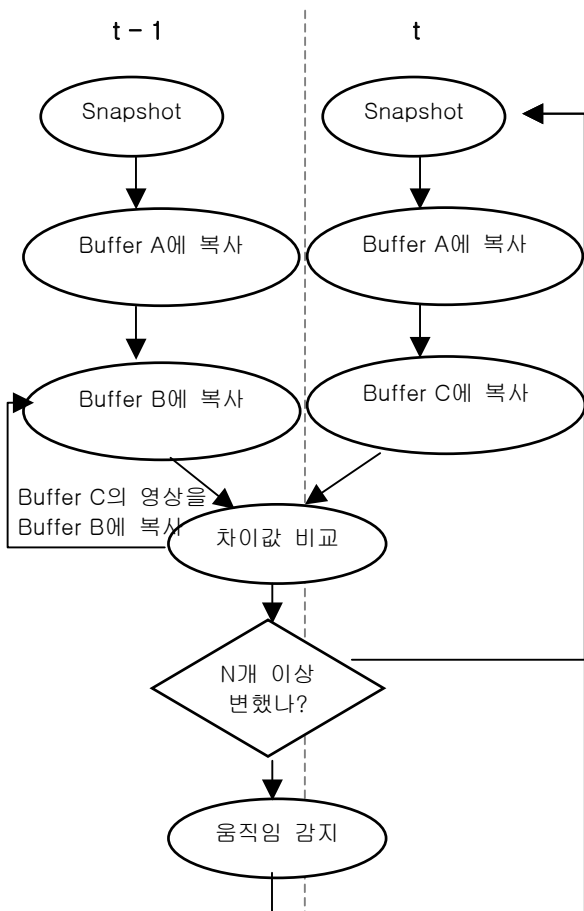 t - 1
t
Snapshot
Snapshot
Buffer A에 복사
Buffer A에 복사
Buffer B에 복사
Buffer C에 복사
Buffer C의 영상을
Buffer B에 복사
차이값 비교
N개 이상
변했나?
움직임 감지